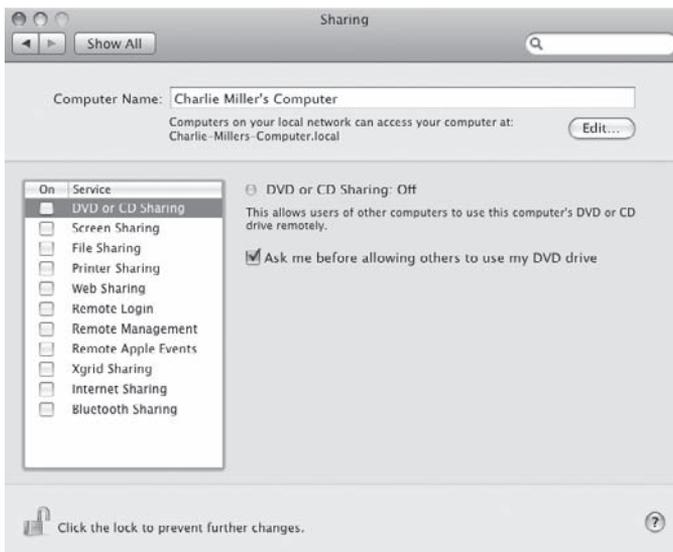 Sharing
Show All
Computer Name: Charlie Miller's Computer
Computers on your local network can access your computer at:
Charlie-Millers-Computer.local
Edit...
On Service
DVD or CD Sharing
Screen Sharing
File Sharing
Printer Sharing
Web Sharing
Remote Login
Remote Management
Remote Apple Events
Xgrid Sharing
Internet Sharing
Bluetooth Sharing
DVD or CD Sharing: Off
This allows users of other computers to use this computer's DVD or CD
drive remotely.
Ask me before allowing others to use my DVD drive
Click the lock to prevent further changes.
?